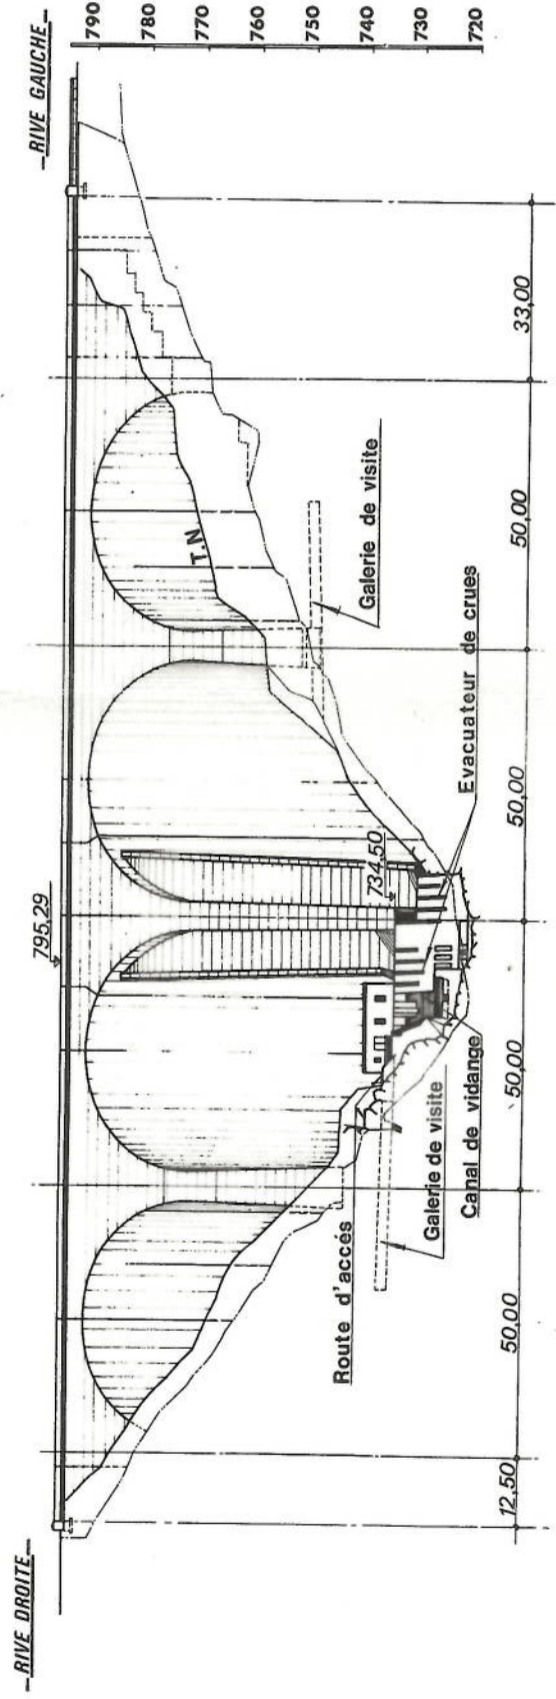 RIVE DROITE
RIVE GAUCHE
795,29
790
780
770
760
750
740
730
720
T.N
734,50
Galerie de visite
Evacuateur de crues
Route d'accés
Galerie de visite
Canal de vidange
12,50
50,00
50,00
50,00
50,00
33,00